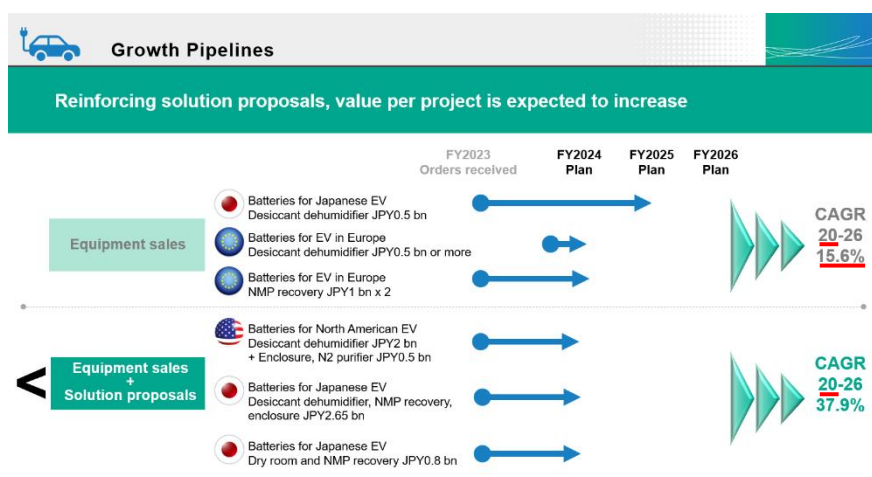 Growth Pipelines
Reinforcing solution proposals, value per project is expected to increase
FY2023
Orders received
FY2024
Plan
FY2025
Plan
FY2026
Plan
Equipment sales
Batteries for Japanese EV
Desiccant dehumidifier JPY0.5 bn
Batteries for EV in Europe
Desiccant dehumidifier JPY0.5 bn or more
Batteries for EV in Europe
NMP recovery JPY1 bn x 2
CAGR
20-26
15.6%
<
Equipment sales
+
Solution proposals
Batteries for North American EV
Desiccant dehumidifier JPY2 bn
+ Enclosure, N2 purifier JPY0.5 bn
Batteries for Japanese EV
Desiccant dehumidifier, NMP recovery,
enclosure JPY2.65 bn
Batteries for Japanese EV
Dry room and NMP recovery JPY0.8 bn
CAGR
20-26
37.9%